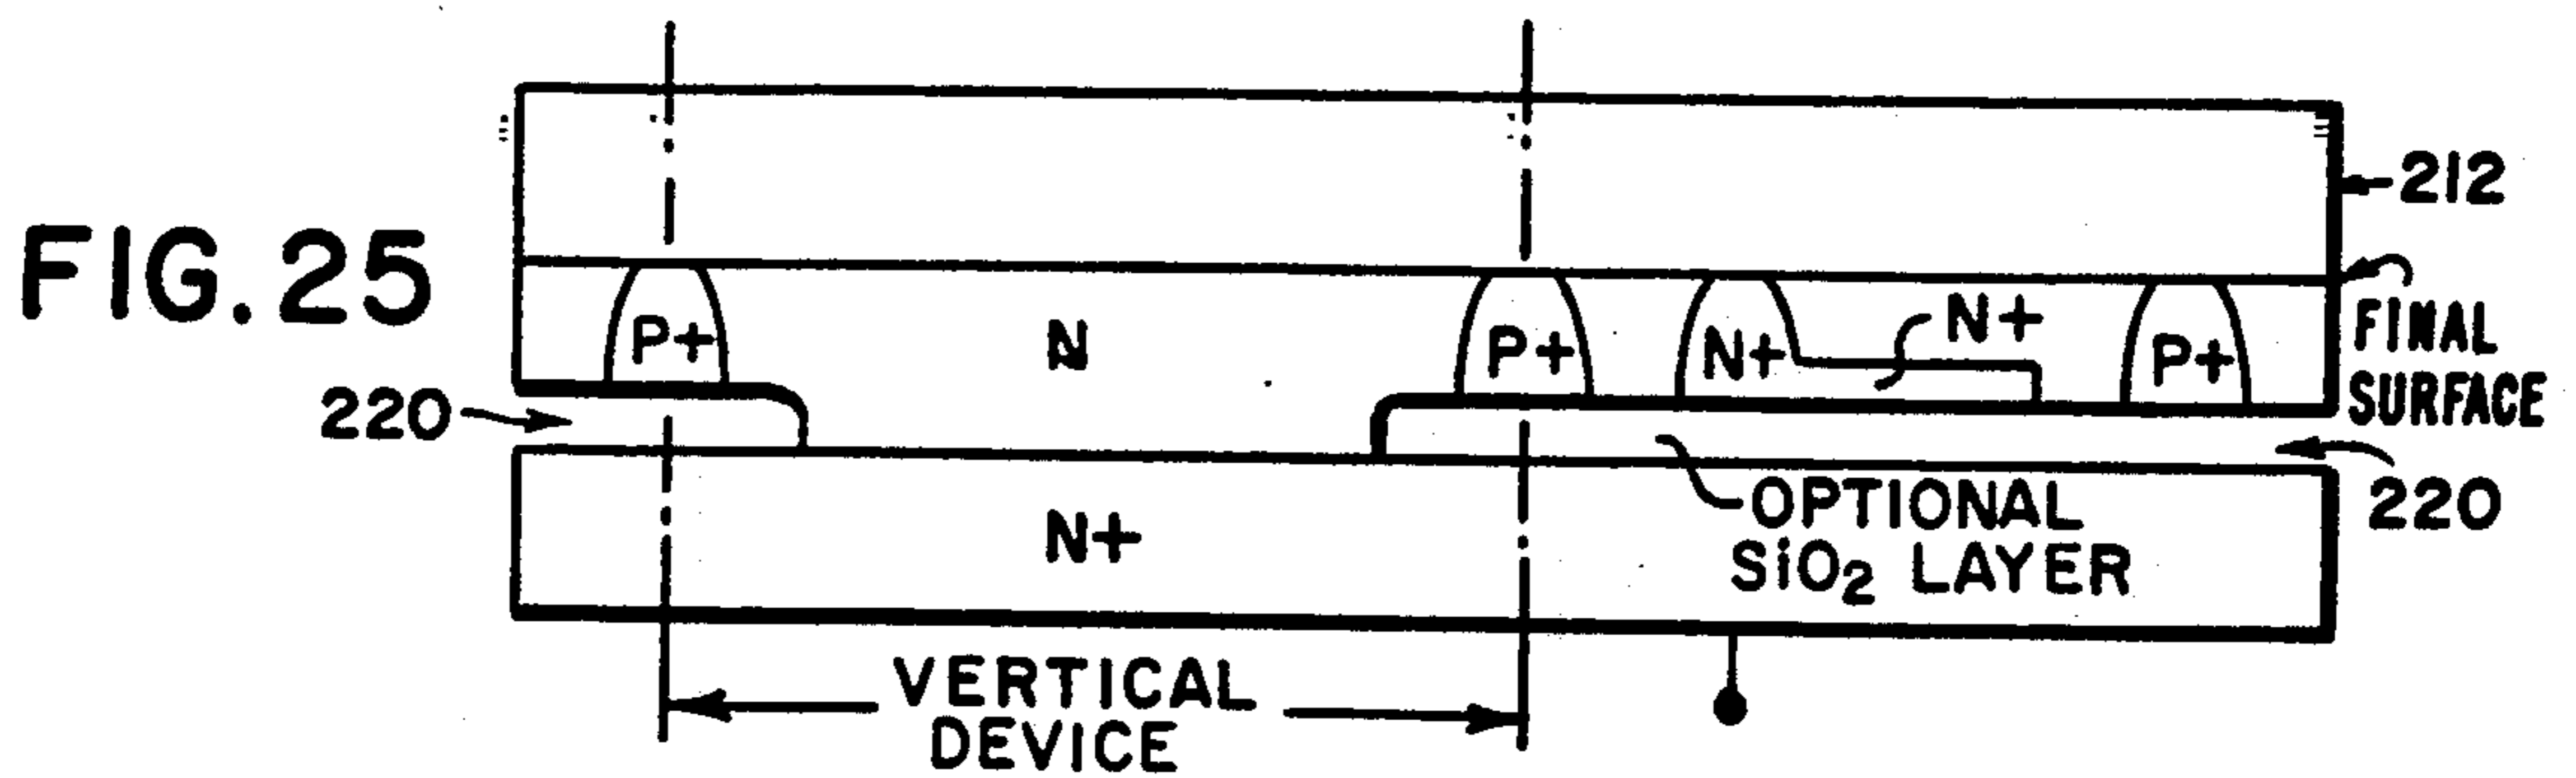 FIG. 25
212
P+
N
P+
N+
N+
P+
FINAL
SURFACE
220
220
OPTIONAL
SiO2 LAYER
N+
VERTICAL
DEVICE